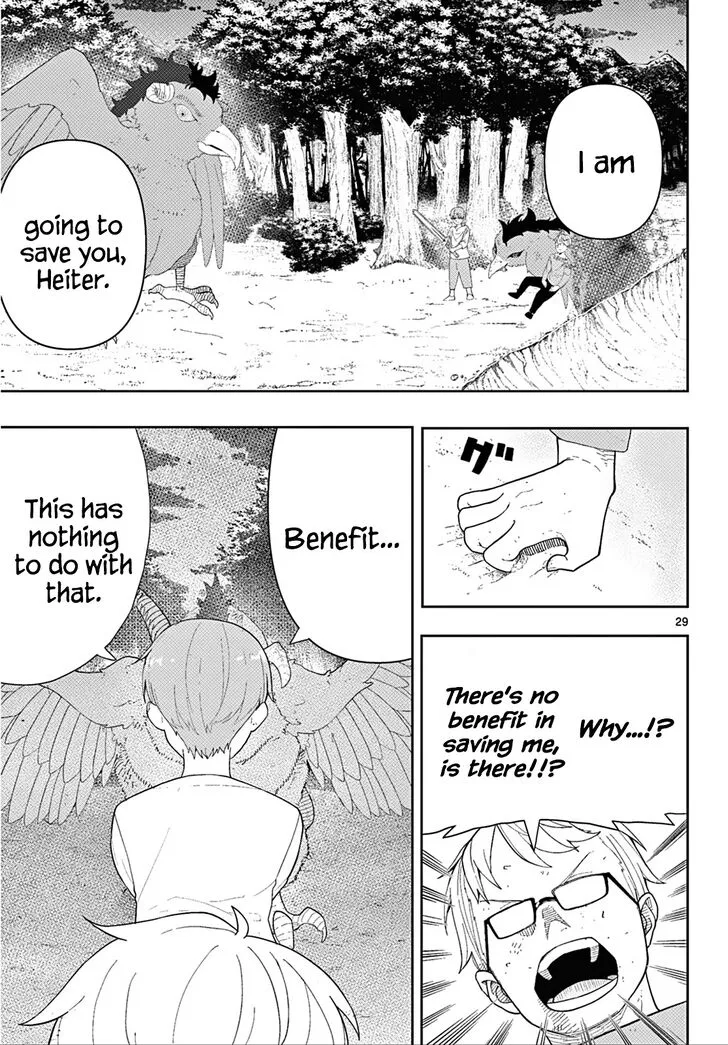 I am
going to
save you,
Heiter.
グ
29
Why...!?
There's no
benefit in
saving me,
is there!!?
Benefit...
This has
nothing
to do with
that.